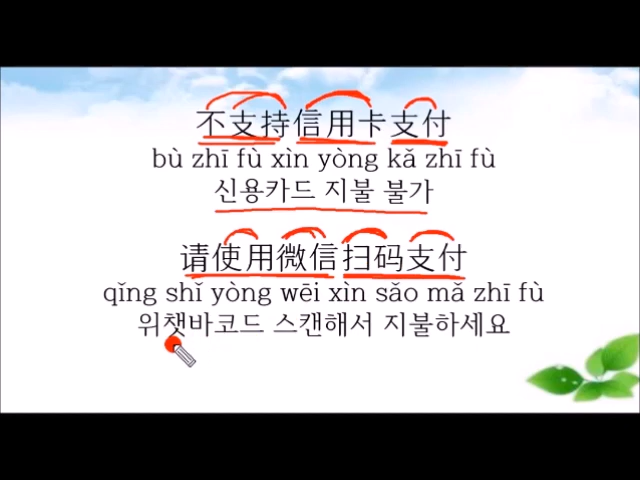 不支持信用卡支付
bù zhī fù xìn yòng kǎ zhī fù
신용카드 지불 불가
请使用微信扫码支付
qǐng shǐ yòng wēi xìn sǎo mǎ zhī fù
위챗바코드 스캔해서 지불하세요